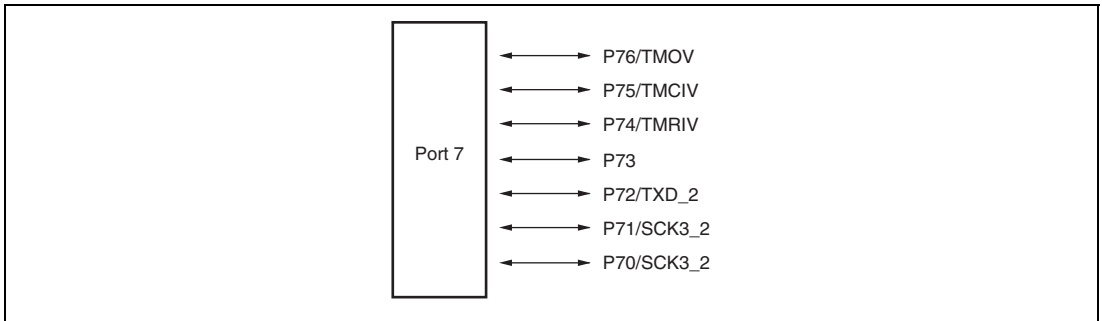 Port 7
P76/TMOV
P75/TMCIV
P74/TMRIV
P73
P72/TXD_2
P71/SCK3_2
P70/SCK3_2